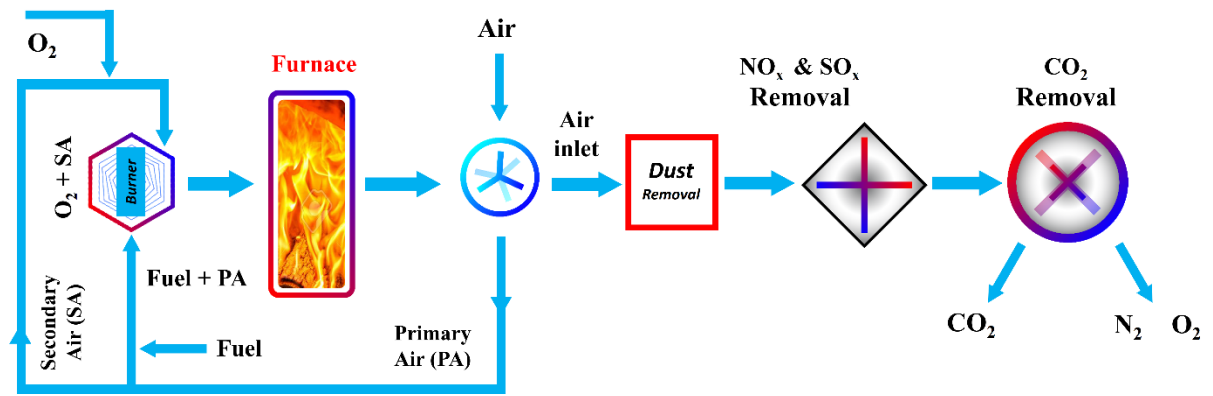 O₂
O₂ + SA
Burner
Secondary
Air (SA)
Fuel + PA
Fuel
Furnace
Primary
Air (PA)
Air
Air
inlet
Dust
Removal
NOₓ & SOₓ
Removal
CO₂
Removal
CO₂
N₂ O₂